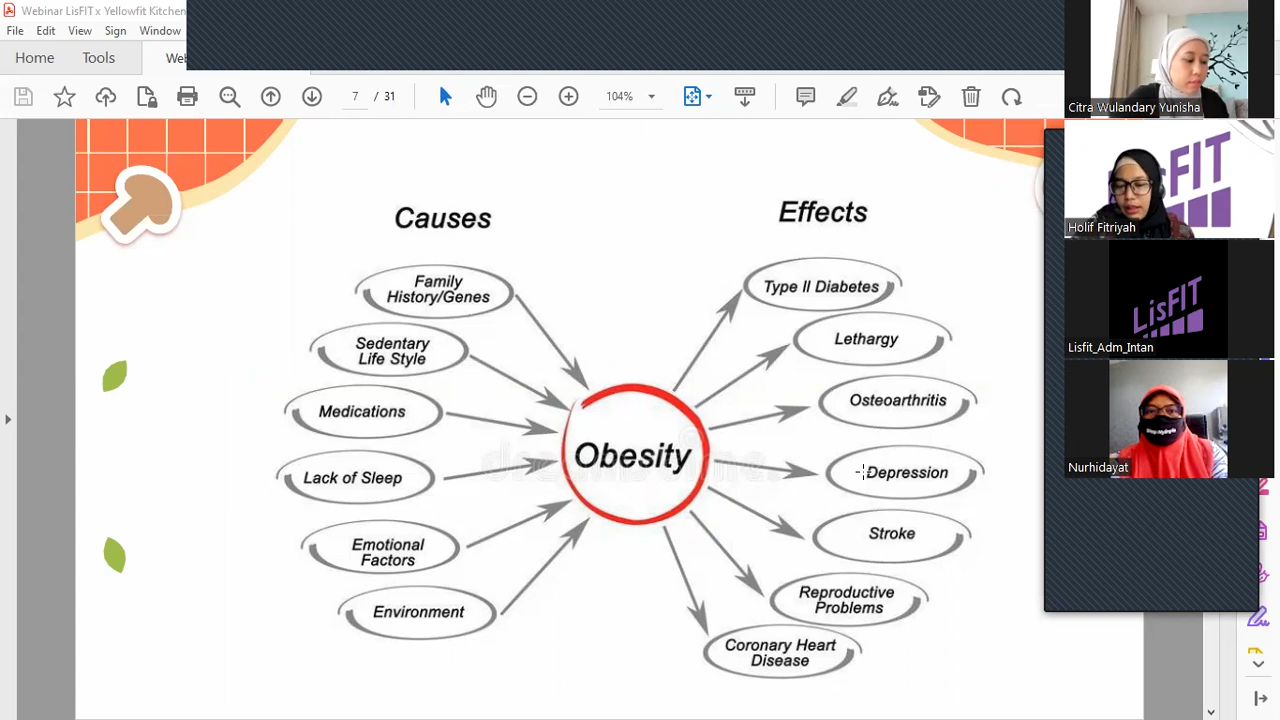 Webinar LisFIT x Yellowfit Kitchen
File Edit View Sign Window
Home Tools Web
7 / 31 104%
Causes
Effects
Family
History/Genes
Sedentary
Life Style
Medications
Lack of Sleep
Emotional
Factors
Environment
Obesity
Type II Diabetes
Lethargy
Osteoarthritis
Depression
Stroke
Reproductive
Problems
Coronary Heart
Disease
Citra Wulandary Yunisha
FIT
Holif Fitriyah
LisFIT
Lisfit_Adm_Intan
Nurhidayat